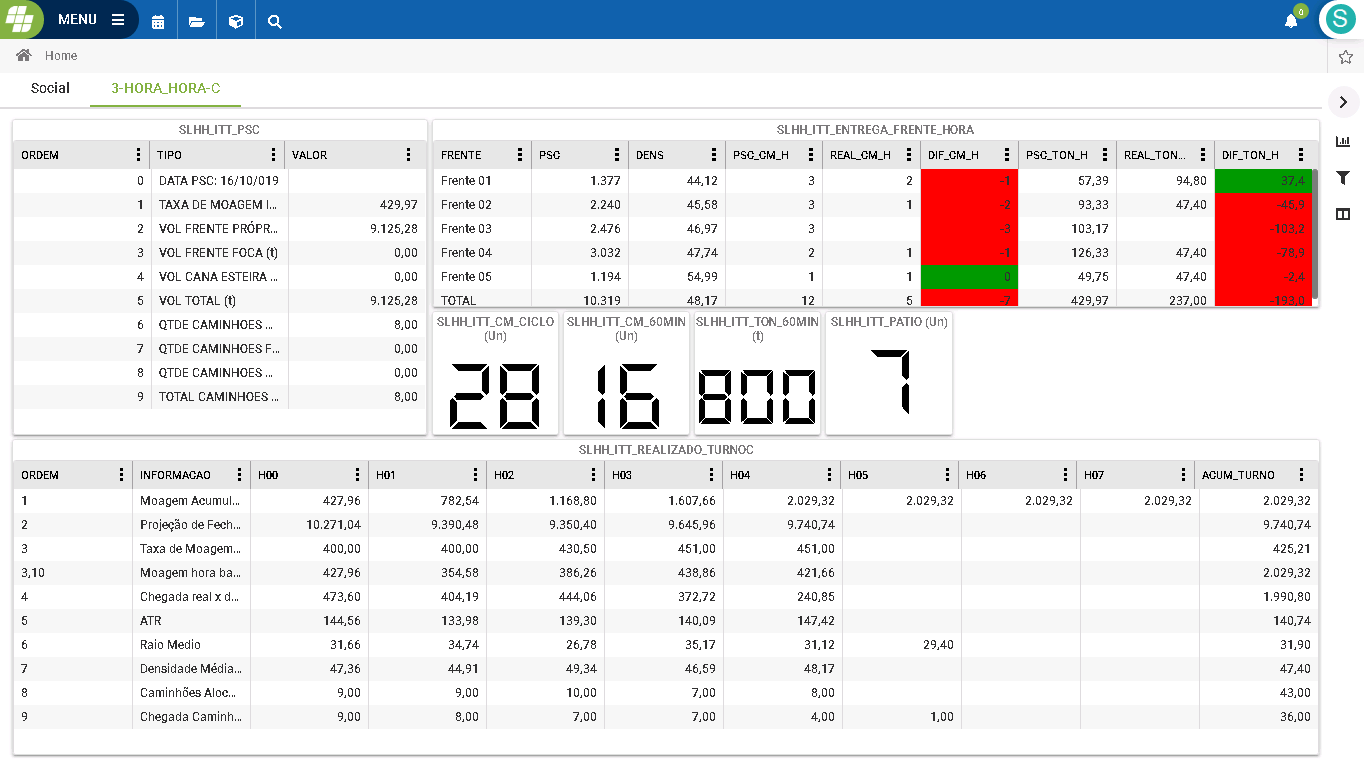 MENU
0
S
Home
Social 3-HORA_HORA-C
SLHH_ITT_PSC
ORDEM TIPO VALOR
0 DATA PSC: 16/10/019
1 TAXA DE MOAGEM I... 429,97
2 VOL FRENTE PRÓPR... 9.125,28
3 VOL FRENTE FOCA (t) 0,00
4 VOL CANA ESTEIRA ... 0,00
5 VOL TOTAL (t) 9.125,28
6 QTDE CAMINHOES ... 8,00
7 QTDE CAMINHOES F... 0,00
8 QTDE CAMINHOES ... 0,00
9 TOTAL CAMINHOES ... 8,00
SLHH_ITT_ENTREGA_FRENTE_HORA
FRENTE PSC DENS PSC_CM_H REAL_CM_H DIF_CM_H PSC_TON_H REAL_TON... DIF_TON_H
Frente 01 1.377 44,12 3 2 -1 57,39 94,80 37,4
Frente 02 2.240 45,58 3 1 -2 93,33 47,40 -45,9
Frente 03 2.476 46,97 3 -3 103,17 -103,2
Frente 04 3.032 47,74 2 1 -1 126,33 47,40 -78,9
Frente 05 1.194 54,99 1 1 0 49,75 47,40 -2,4
TOTAL 10.319 48,17 12 5 -7 429,97 237,00 -193,0
SLHH_ITT_CM_CICLO
(Un)
28
SLHH_ITT_CM_60MIN
(Un)
16
SLHH_ITT_TON_60MIN
(t)
800
SLHH_ITT_PATIO (Un)
7
SLHH_ITT_REALIZADO_TURNOC
ORDEM INFORMACAO H00 H01 H02 H03 H04 H05 H06 H07 ACUM_TURNO
1 Moagem Acumul... 427,96 782,54 1.168,80 1.607,66 2.029,32 2.029,32 2.029,32 2.029,32 2.029,32
2 Projeção de Fech... 10.271,04 9.390,48 9.350,40 9.645,96 9.740,74 9.740,74
3 Taxa de Moagem... 400,00 400,00 430,50 451,00 451,00 425,21
3,10 Moagem hora ba... 427,96 354,58 386,26 438,86 421,66 2.029,32
4 Chegada real x d... 473,60 404,19 444,06 372,72 240,85 1.990,80
5 ATR 144,56 133,98 139,30 140,09 147,42 140,74
6 Raio Medio 31,66 34,74 26,78 35,17 31,12 29,40 31,90
7 Densidade Média... 47,36 44,91 49,34 46,59 48,17 47,40
8 Caminhões Aloc... 9,00 9,00 10,00 7,00 8,00 43,00
9 Chegada Caminh... 9,00 8,00 7,00 7,00 4,00 1,00 36,00